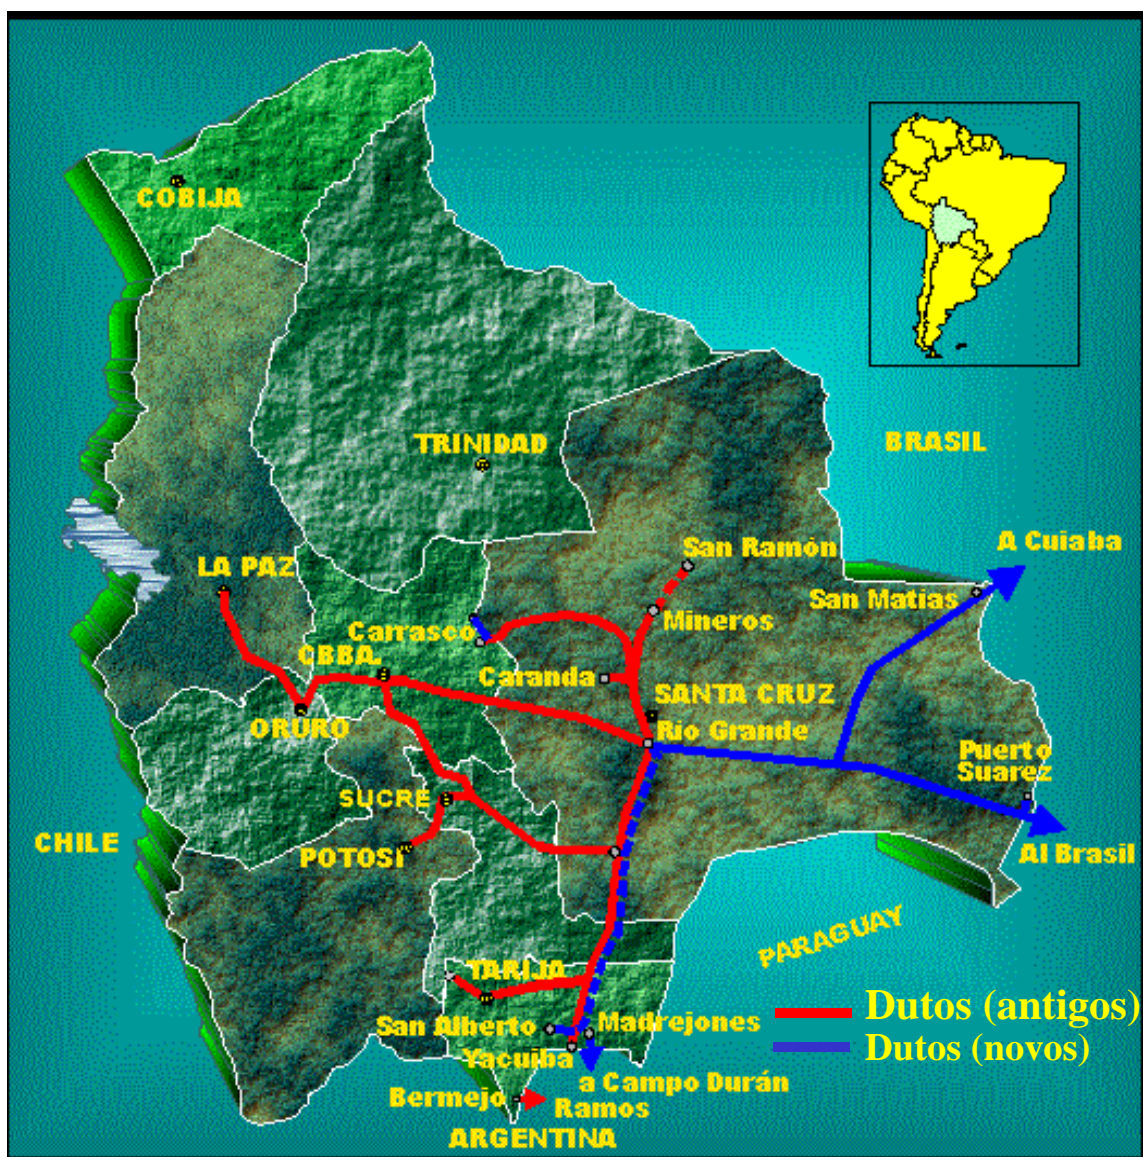 COBIJA
TRINIDAD
BRASIL
A Cuiaba
San Ramón
LA PAZ
San Matias
Mineros
Carrasco
CBBA.
Caranda
SANTA CRUZ
ORURO
Río Grande
Puerto
Suarez
SUCRE
CHILE
POTOSI
Al Brasil
PARAGUAY
TARIJA
Dutos (antigos)
San Alberto
Madrejones
Yacuiba
Dutos (novos)
a Campo Durán
Bermejo
Ramos
ARGENTINA